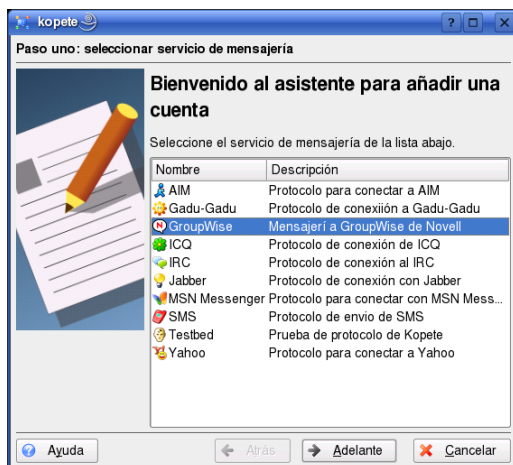 kopete
Paso uno: seleccionar servicio de mensajería
Bienvenido al asistente para añadir una
cuenta
Seleccione el servicio de mensajería de la lista abajo.
Nombre Descripción
AIM Protocolo para conectar a AIM
Gadu-Gadu Protocolo de conexiión a Gadu-Gadu
GroupWise Mensajerí a GroupWise de Novell
ICQ Protocolo de conexión de ICQ
IRC Protocolo de conexión al IRC
Jabber Protocolo de conexión con Jabber
MSN Messenger Protocolo para conectar con MSN Mess...
SMS Protocolo de envio de SMS
Testbed Prueba de protocolo de Kopete
Yahoo Protocolo para conectar a Yahoo
Ayuda Atrás Adelante Cancelar